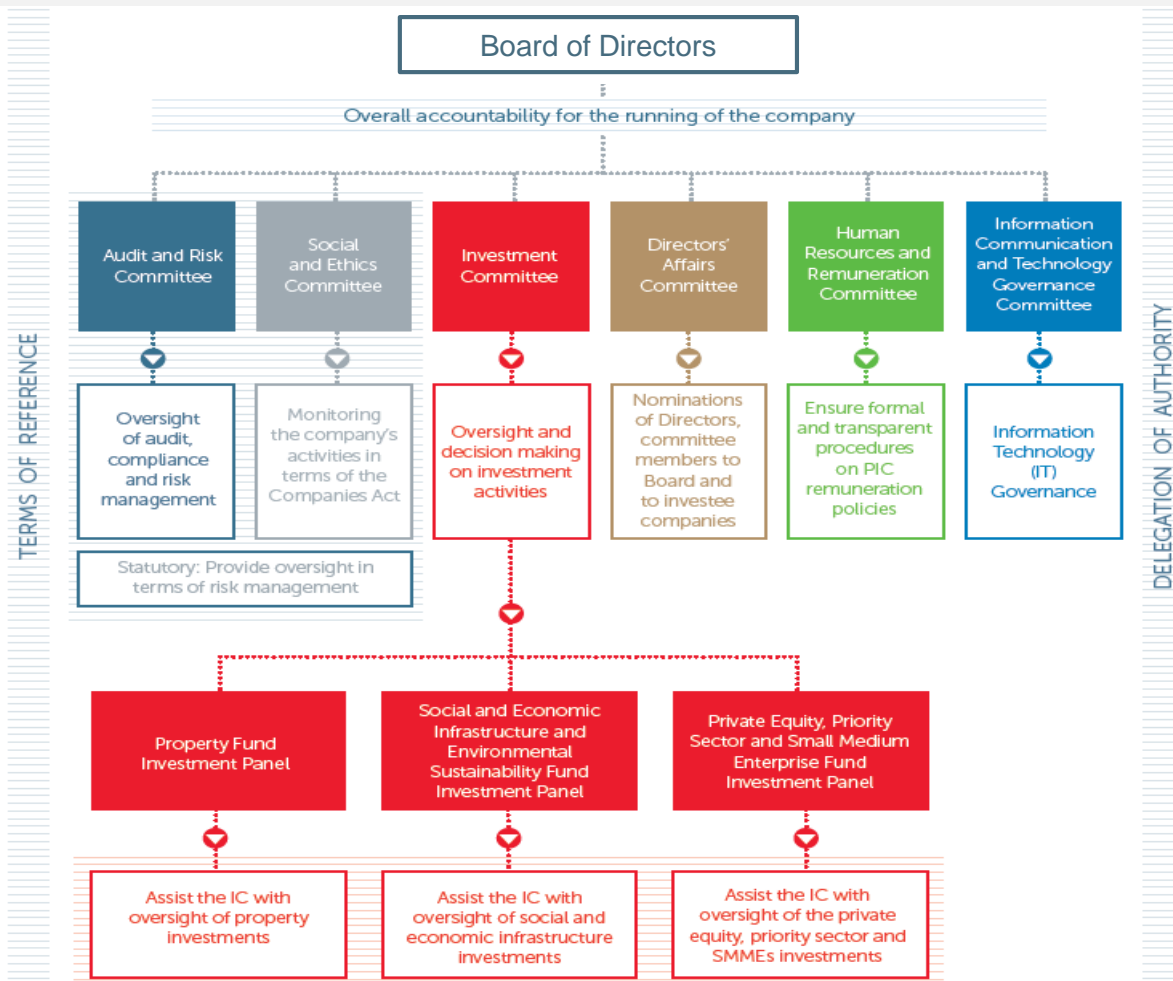 Board of Directors
Overall accountability for the running of the company
TERMS OF REFERENCE
DELEGATION OF AUTHORITY
Audit and Risk
Committee
Social
and Ethics
Committee
Investment
Committee
Directors'
Affairs
Committee
Human
Resources and
Remuneration
Committee
Information
Communication
and Technology
Governance
Committee
Oversight
of audit,
compliance
and risk
management
Monitoring
the company's
activities in
terms of the
Companies Act
Oversight and
decision making
on investment
activities
Nominations
of Directors,
committee
members to
Board and
to investee
companies
Ensure formal
and transparent
procedures
on PIC
remuneration
policies
Information
Technology
(IT)
Governance
Statutory: Provide oversight in
terms of risk management
Property Fund
Investment Panel
Social and Economic
Infrastructure and
Environmental
Sustainability Fund
Investment Panel
Private Equity, Priority
Sector and Small Medium
Enterprise Fund
Investment Panel
Assist the IC with
oversight of property
investments
Assist the IC with
oversight of social and
economic infrastructure
investments
Assist the IC with
oversight of the private
equity, priority sector and
SMMEs investments